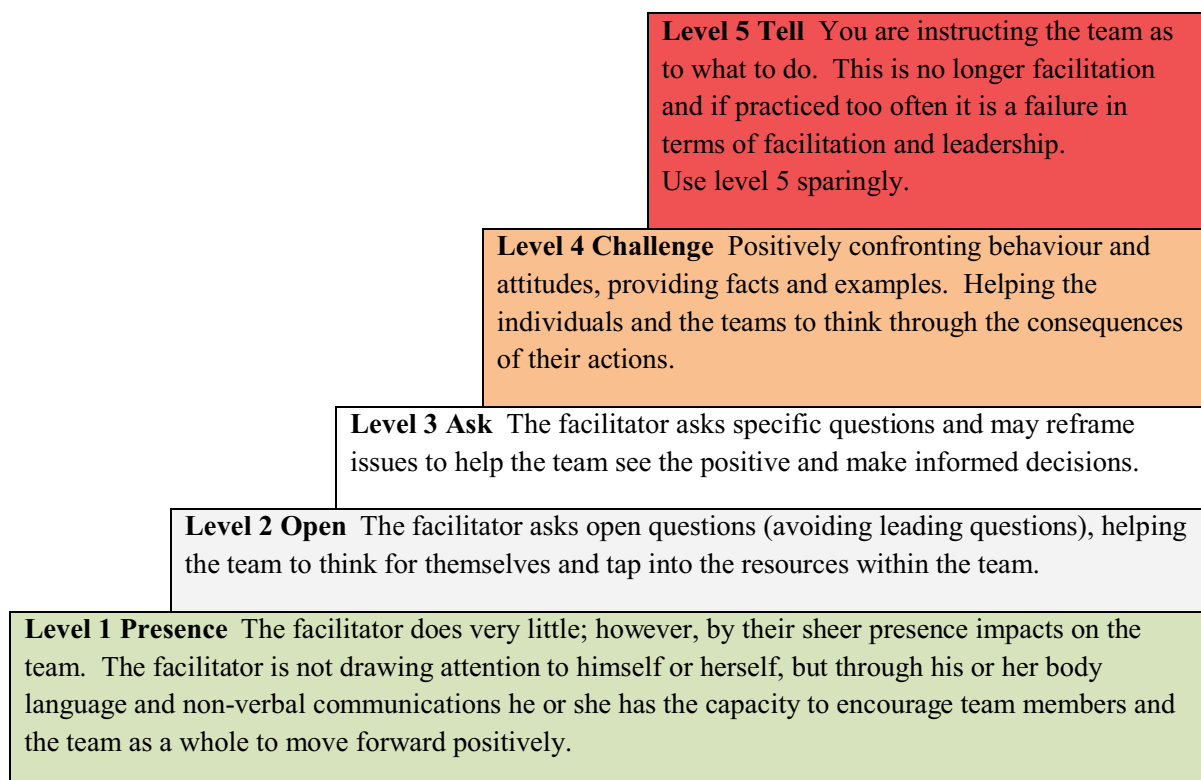 Level 5 Tell  You are instructing the team as
to what to do.  This is no longer facilitation
and if practiced too often it is a failure in
terms of facilitation and leadership.
Use level 5 sparingly.
Level 4 Challenge  Positively confronting behaviour and
attitudes, providing facts and examples.  Helping the
individuals and the teams to think through the consequences
of their actions.
Level 3 Ask  The facilitator asks specific questions and may reframe
issues to help the team see the positive and make informed decisions.
Level 2 Open  The facilitator asks open questions (avoiding leading questions), helping
the team to think for themselves and tap into the resources within the team.
Level 1 Presence  The facilitator does very little; however, by their sheer presence impacts on the
team.  The facilitator is not drawing attention to himself or herself, but through his or her body
language and non-verbal communications he or she has the capacity to encourage team members and
the team as a whole to move forward positively.